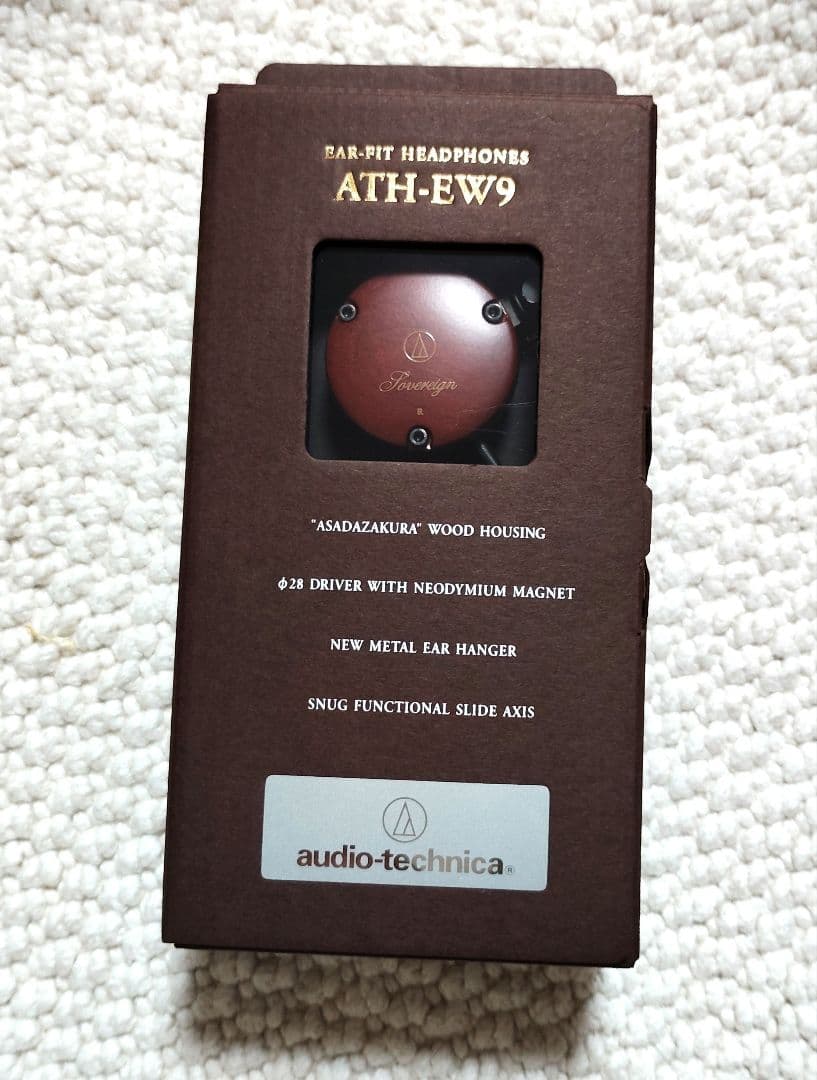 EAR-FIT HEADPHONES
ATH-EW9
Sovereign
R
"ASADAZAKURA" WOOD HOUSING
ϕ28 DRIVER WITH NEODYMIUM MAGNET
NEW METAL EAR HANGER
SNUG FUNCTIONAL SLIDE AXIS
audio-technica®